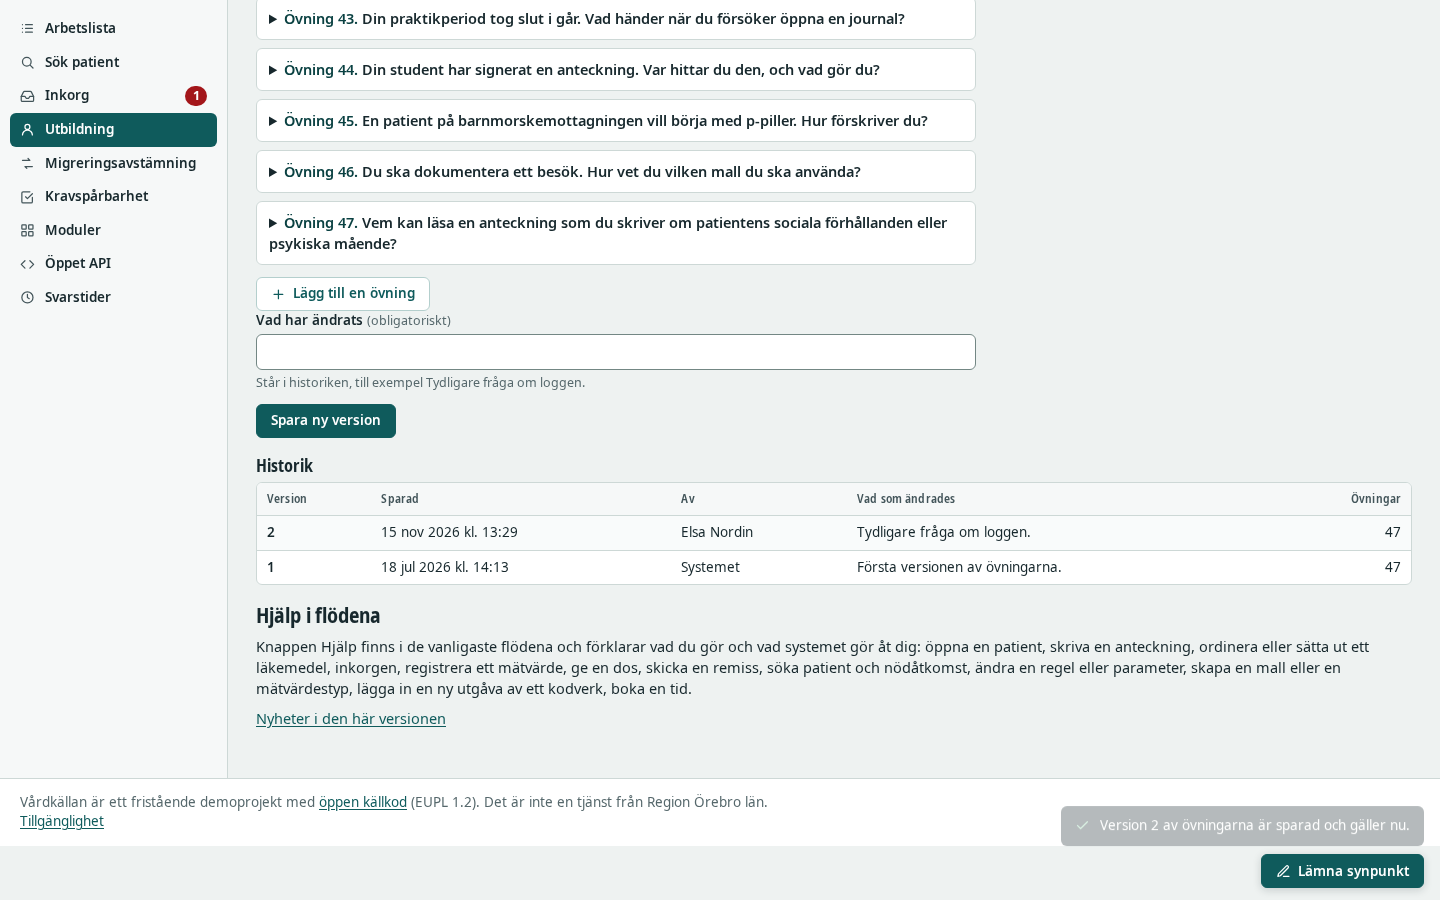 Arbetslista
Sök patient
Inkorg 1
Utbildning
Migreringsavstämning
Kravspårbarhet
Moduler
Öppet API
Svarstider
Övning 43. Din praktikperiod tog slut i går. Vad händer när du försöker öppna en journal?
Övning 44. Din student har signerat en anteckning. Var hittar du den, och vad gör du?
Övning 45. En patient på barnmorskemottagningen vill börja med p-piller. Hur förskriver du?
Övning 46. Du ska dokumentera ett besök. Hur vet du vilken mall du ska använda?
Övning 47. Vem kan läsa en anteckning som du skriver om patientens sociala förhållanden eller
psykiska mående?
Lägg till en övning
Vad har ändrats (obligatoriskt)
Står i historiken, till exempel Tydligare fråga om loggen.
Spara ny version
Historik
Version Sparad Av Vad som ändrades Övningar
2 15 nov 2026 kl. 13:29 Elsa Nordin Tydligare fråga om loggen. 47
1 18 jul 2026 kl. 14:13 Systemet Första versionen av övningarna. 47
Hjälp i flödena
Knappen Hjälp finns i de vanligaste flödena och förklarar vad du gör och vad systemet gör åt dig: öppna en patient, skriva en anteckning, ordinera eller sätta ut ett
läkemedel, inkorgen, registrera ett mätvärde, ge en dos, skicka en remiss, söka patient och nödåtkomst, ändra en regel eller parameter, skapa en mall eller en
mätvärdestyp, lägga in en ny utgåva av ett kodverk, boka en tid.
Nyheter i den här versionen
Vårdkällan är ett fristående demoprojekt med öppen källkod (EUPL 1.2). Det är inte en tjänst från Region Örebro län.
Tillgänglighet
Version 2 av övningarna är sparad och gäller nu.
Lämna synpunkt